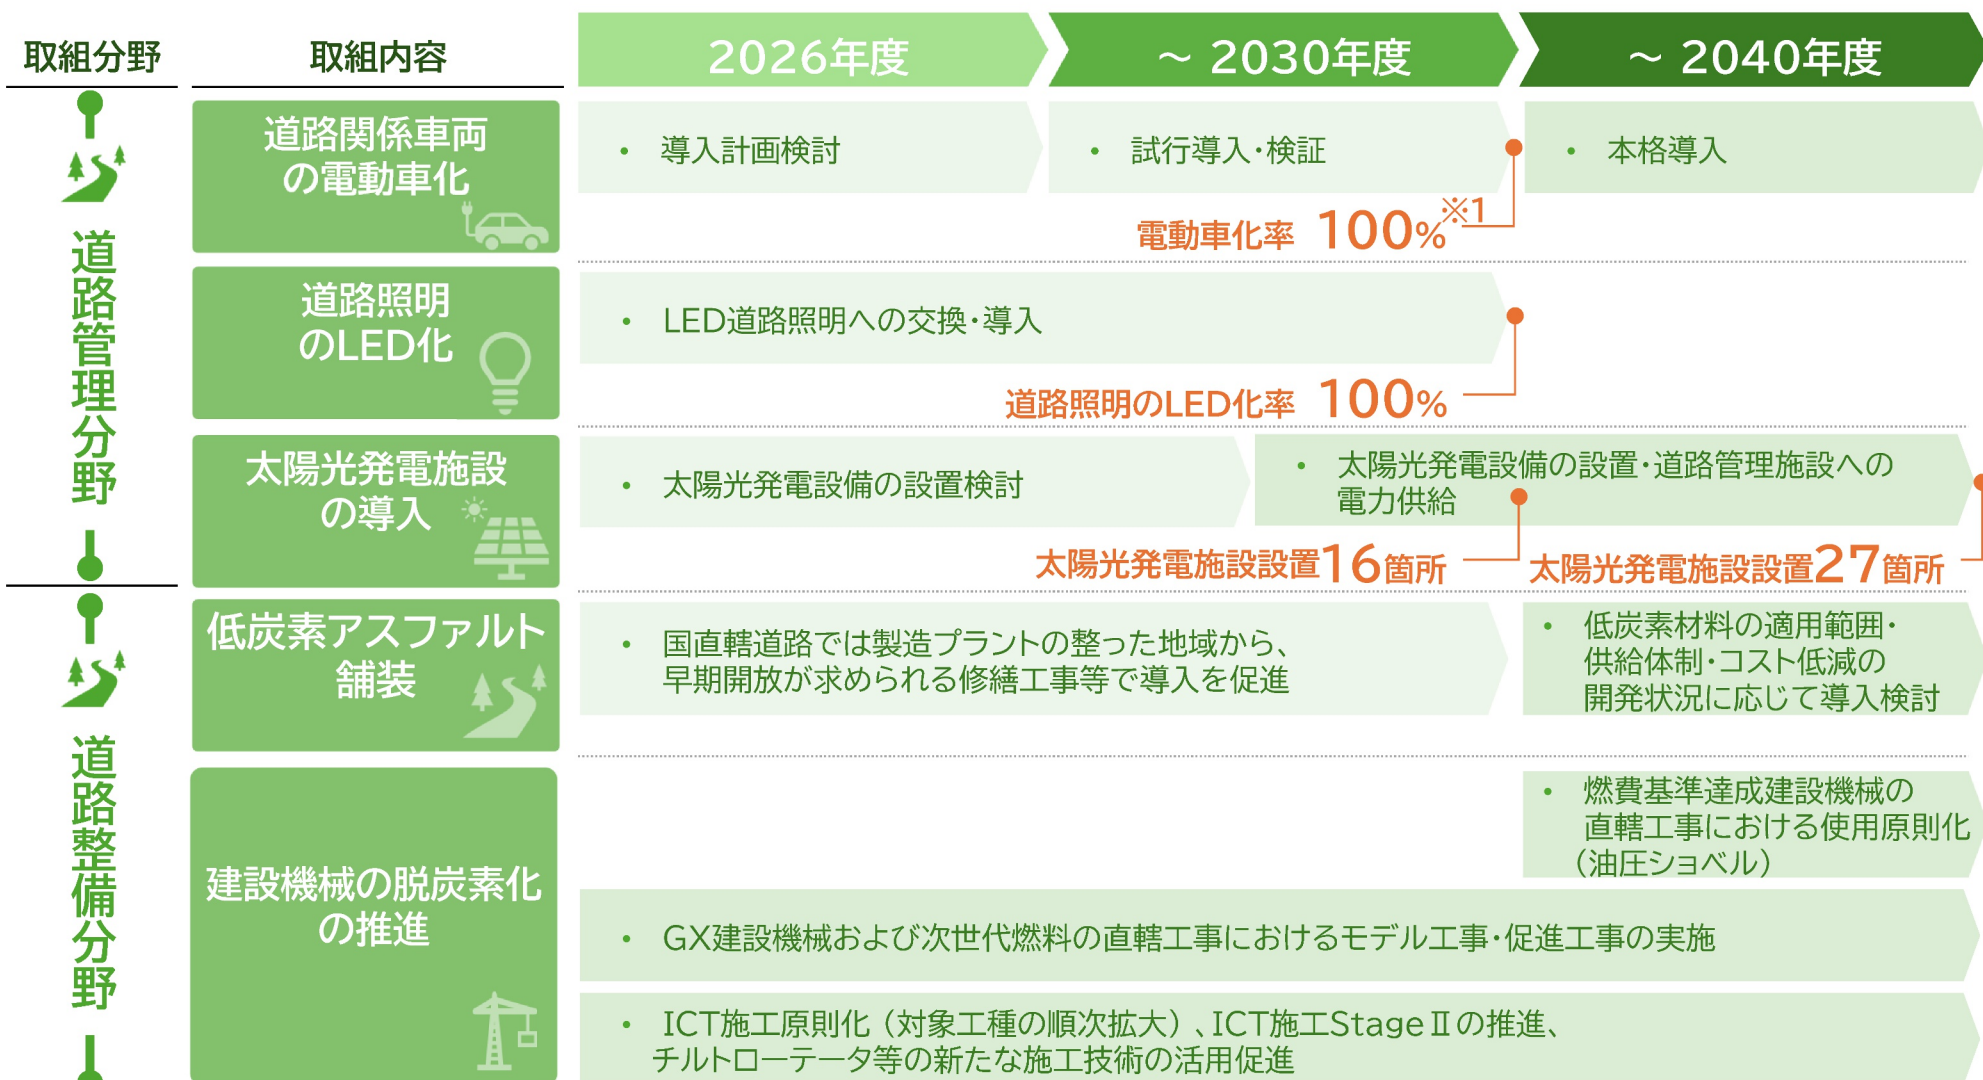 取組分野
取組内容
2026年度
～ 2030年度
～ 2040年度
道路管理分野
道路関係車両
の電動車化
• 導入計画検討
• 試行導入・検証
• 本格導入
電動車化率 100%※1
道路照明
のLED化
• LED道路照明への交換・導入
道路照明のLED化率 100%
太陽光発電施設
の導入
• 太陽光発電設備の設置検討
• 太陽光発電設備の設置・道路管理施設への
電力供給
太陽光発電施設設置16箇所
太陽光発電施設設置27箇所
道路整備分野
低炭素アスファルト
舗装
• 国直轄道路では製造プラントの整った地域から、
早期開放が求められる修繕工事等で導入を促進
• 低炭素材料の適用範囲・
供給体制・コスト低減の
開発状況に応じて導入検討
建設機械の脱炭素化
の推進
• 燃費基準達成建設機械の
直轄工事における使用原則化
（油圧ショベル）
• GX建設機械および次世代燃料の直轄工事におけるモデル工事・促進工事の実施
• ICT施工原則化（対象工種の順次拡大）、ICT施工StageⅡの推進、
チルトローテータ等の新たな施工技術の活用促進